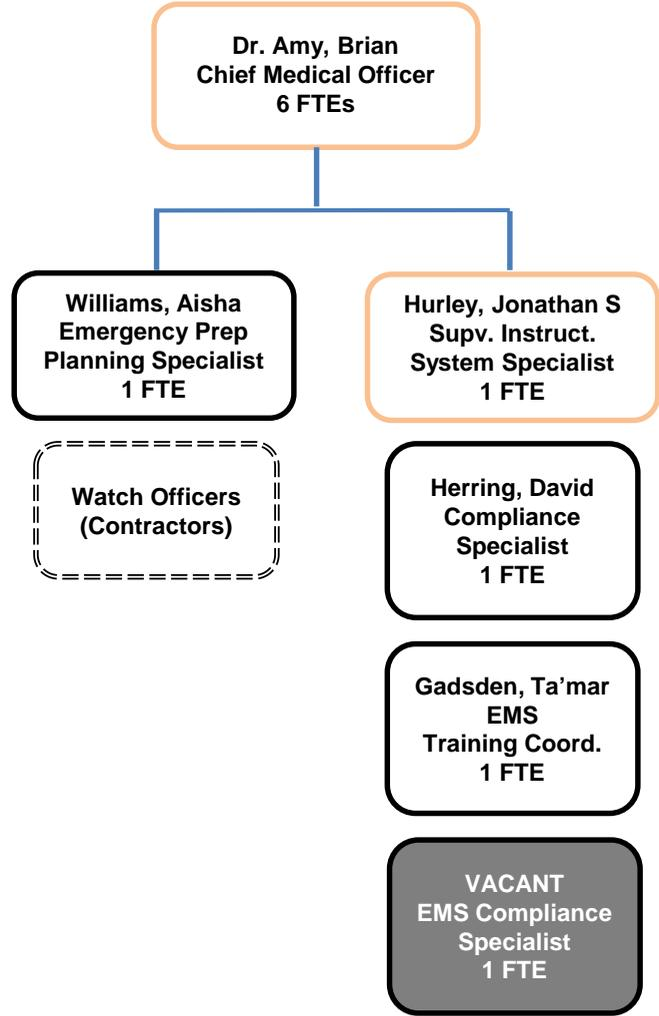 Dr. Amy, Brian
Chief Medical Officer
6 FTEs
Williams, Aisha
Emergency Prep
Planning Specialist
1 FTE
Watch Officers
(Contractors)
Hurley, Jonathan S
Supv. Instruct.
System Specialist
1 FTE
Herring, David
Compliance
Specialist
1 FTE
Gadsden, Ta’mar
EMS
Training Coord.
1 FTE
VACANT
EMS Compliance
Specialist
1 FTE